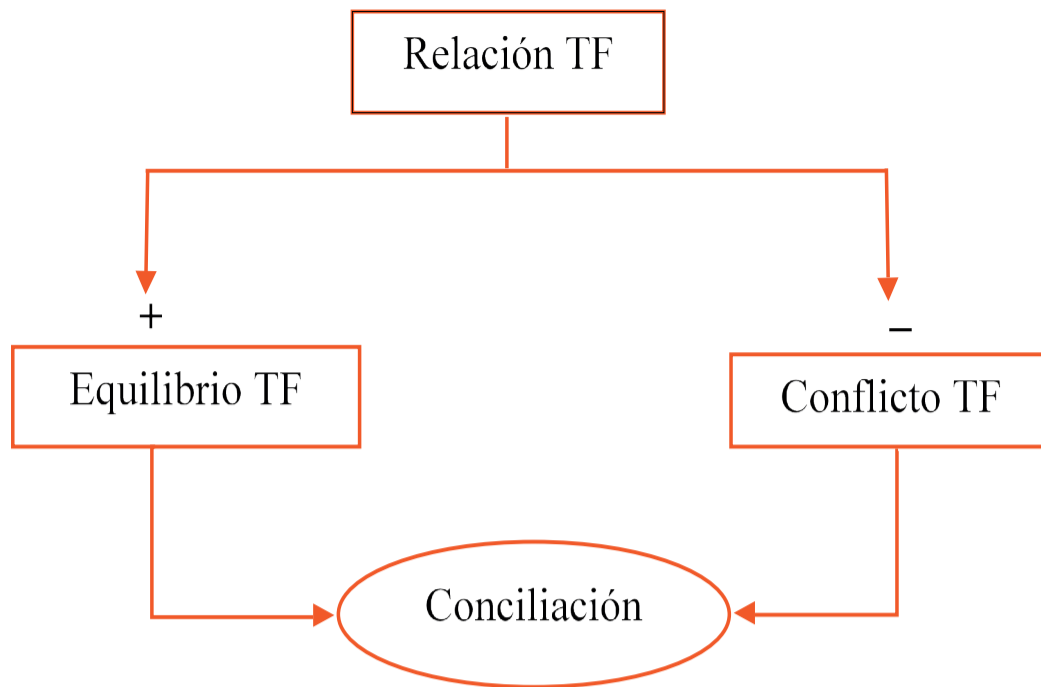 Relación TF
+
–
Equilibrio TF
Conflicto TF
Conciliación